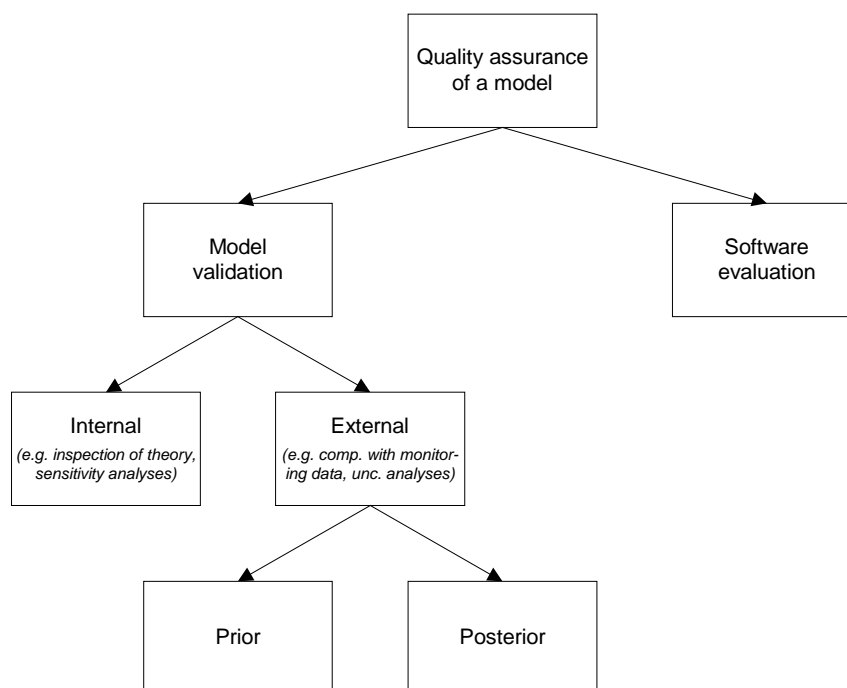 Quality assurance
of a model
Model
validation
Software
evaluation
Internal
(e.g. inspection of theory,
sensitivity analyses)
External
(e.g. comp. with monitor-
ing data, unc. analyses)
Prior
Posterior